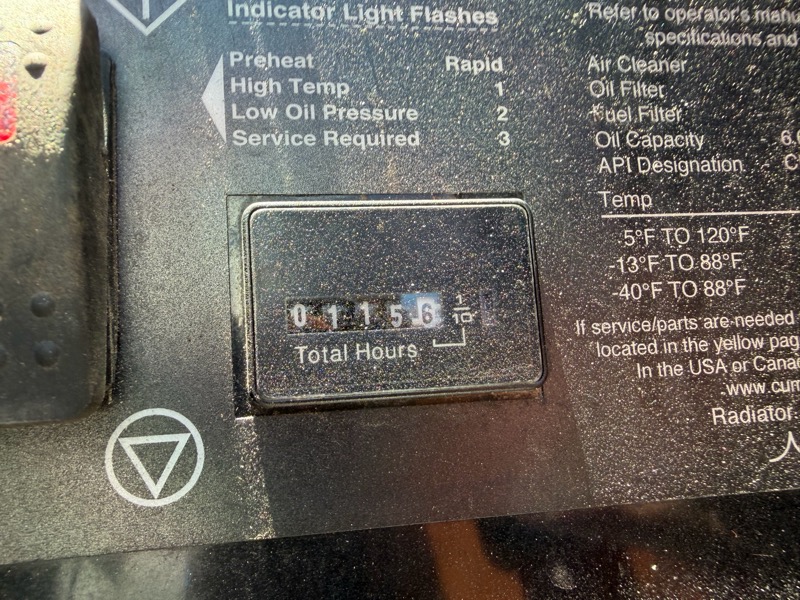 Indicator Light Flashes
Preheat Rapid
High Temp 1
Low Oil Pressure 2
Service Required 3
01156 1/10
Total Hours
*Refer to operator's manu
specifications and
Air Cleaner
Oil Filter
Fuel Filter
Oil Capacity 6.
API Designation C
Temp
-5°F TO 120°F
-13°F TO 88°F
-40°F TO 88°F
If service/parts are needed
located in the yellow pag
In the USA or Canad
www.cum
Radiator